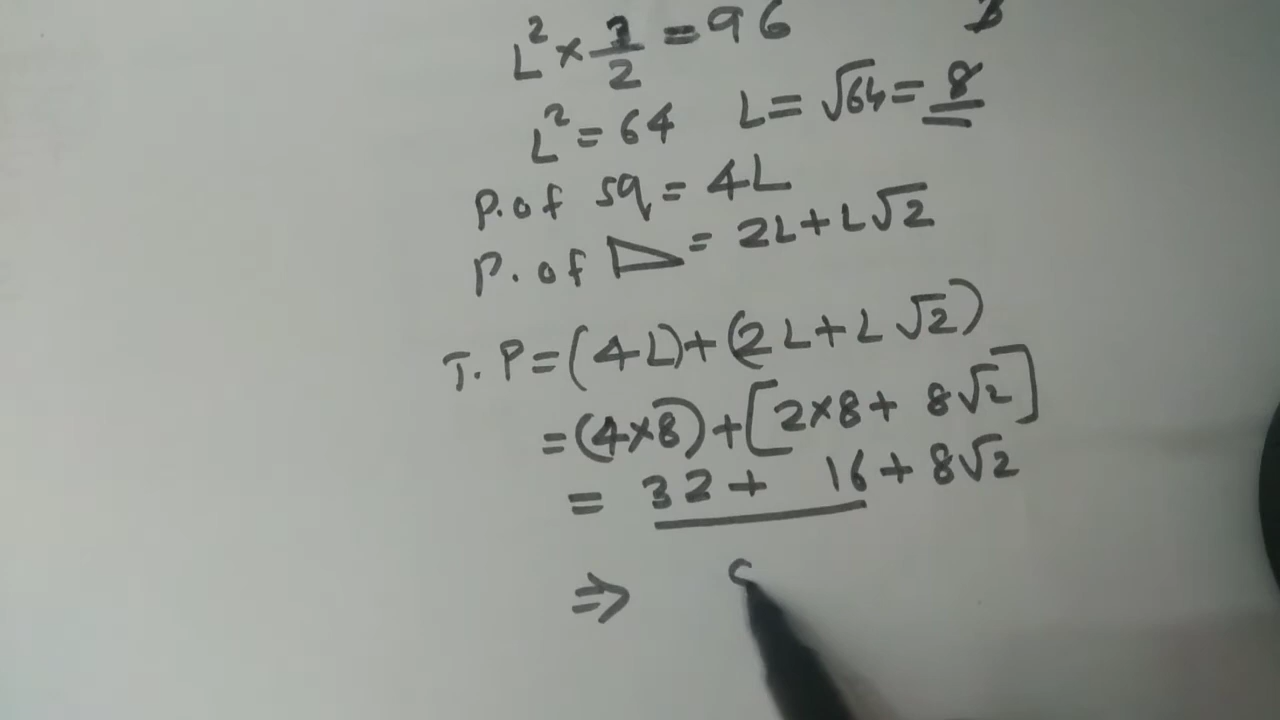 L² × 3/2 = 96
L² = 64 L = √64 = 8
P. of sq = 4L
P. of ▷ = 2L + L√2
T. P = (4L) + (2L + L√2)
= (4×8) + [2×8 + 8√2]
= 32 + 16 + 8√2
⇒